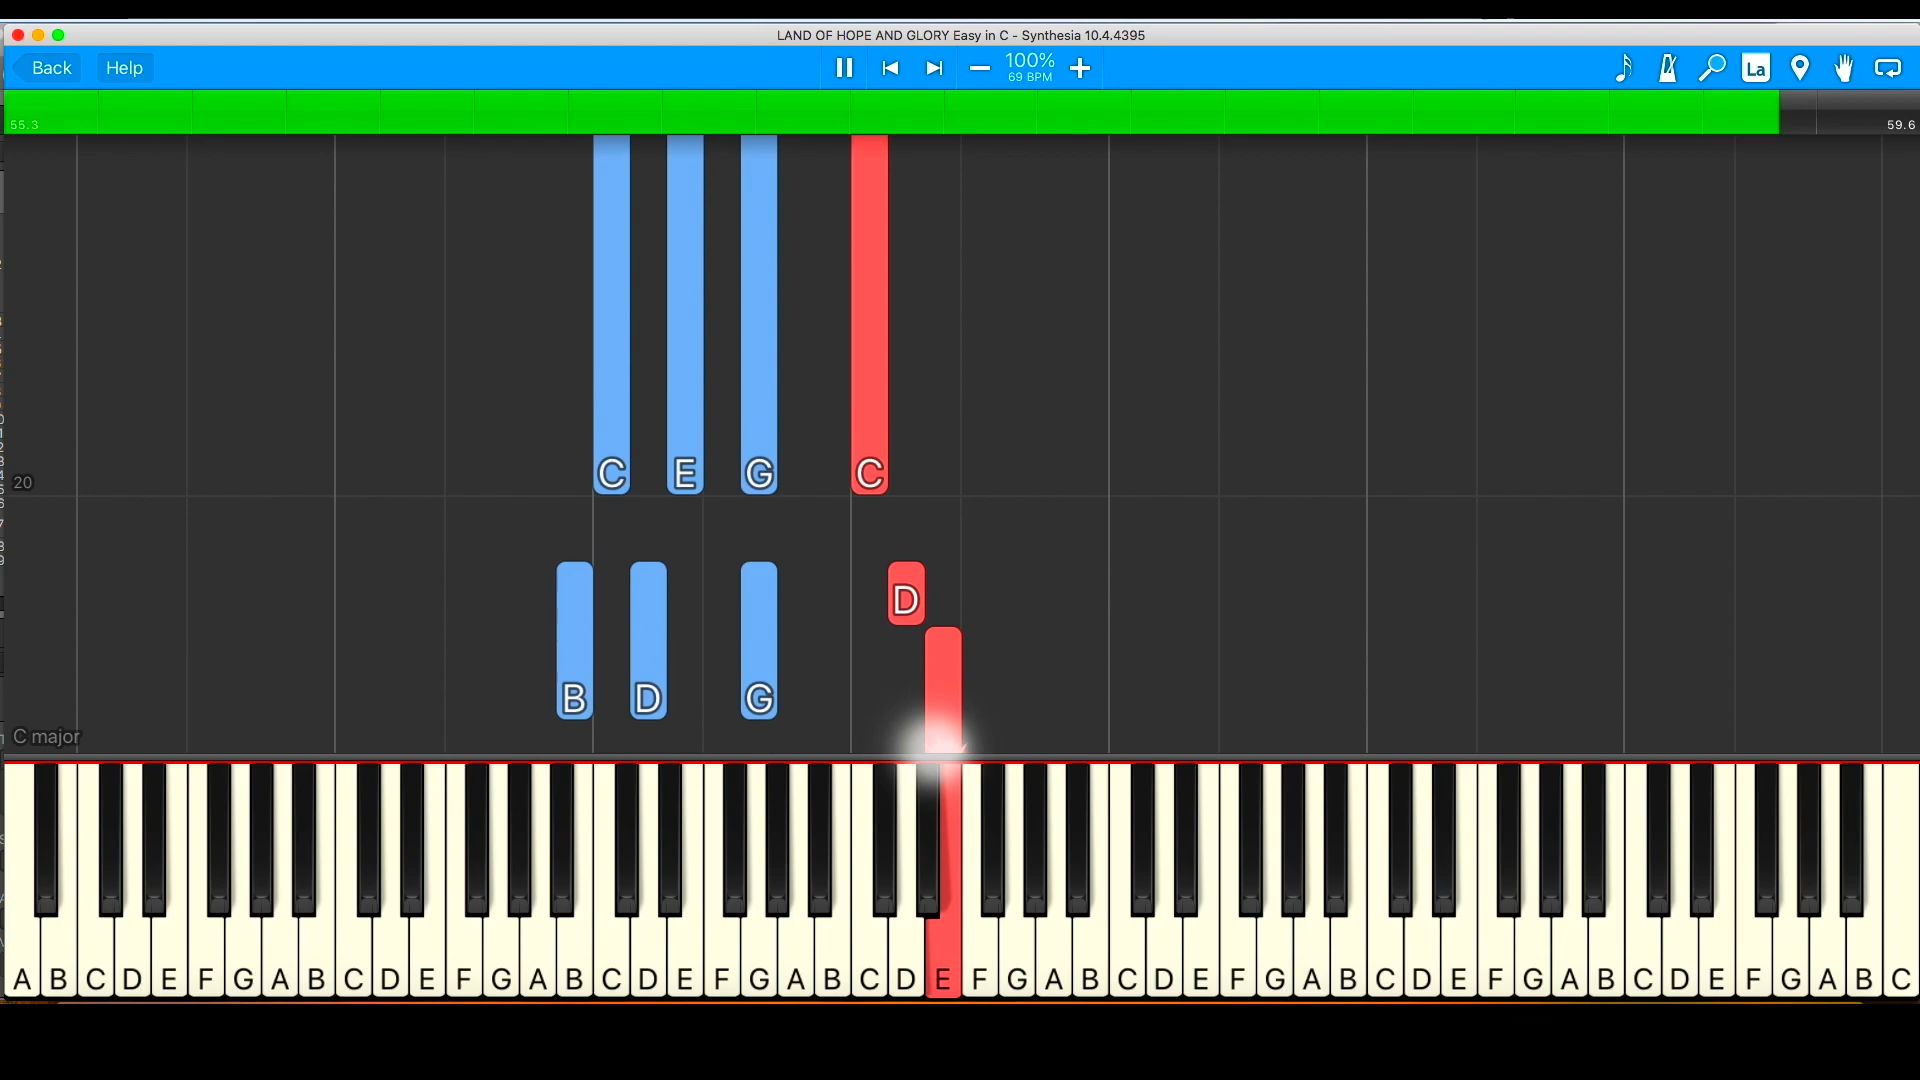 LAND OF HOPE AND GLORY Easy in C - Synthesia 10.4.4395
Back Help 100% La
69 BPM
55.3 59.6
C E G C
20
D
B D G
C major
A B C D E F G A B C D E F G A B C D E F G A B C D E F G A B C D E F G A B C D E F G A B C D E F G A B C